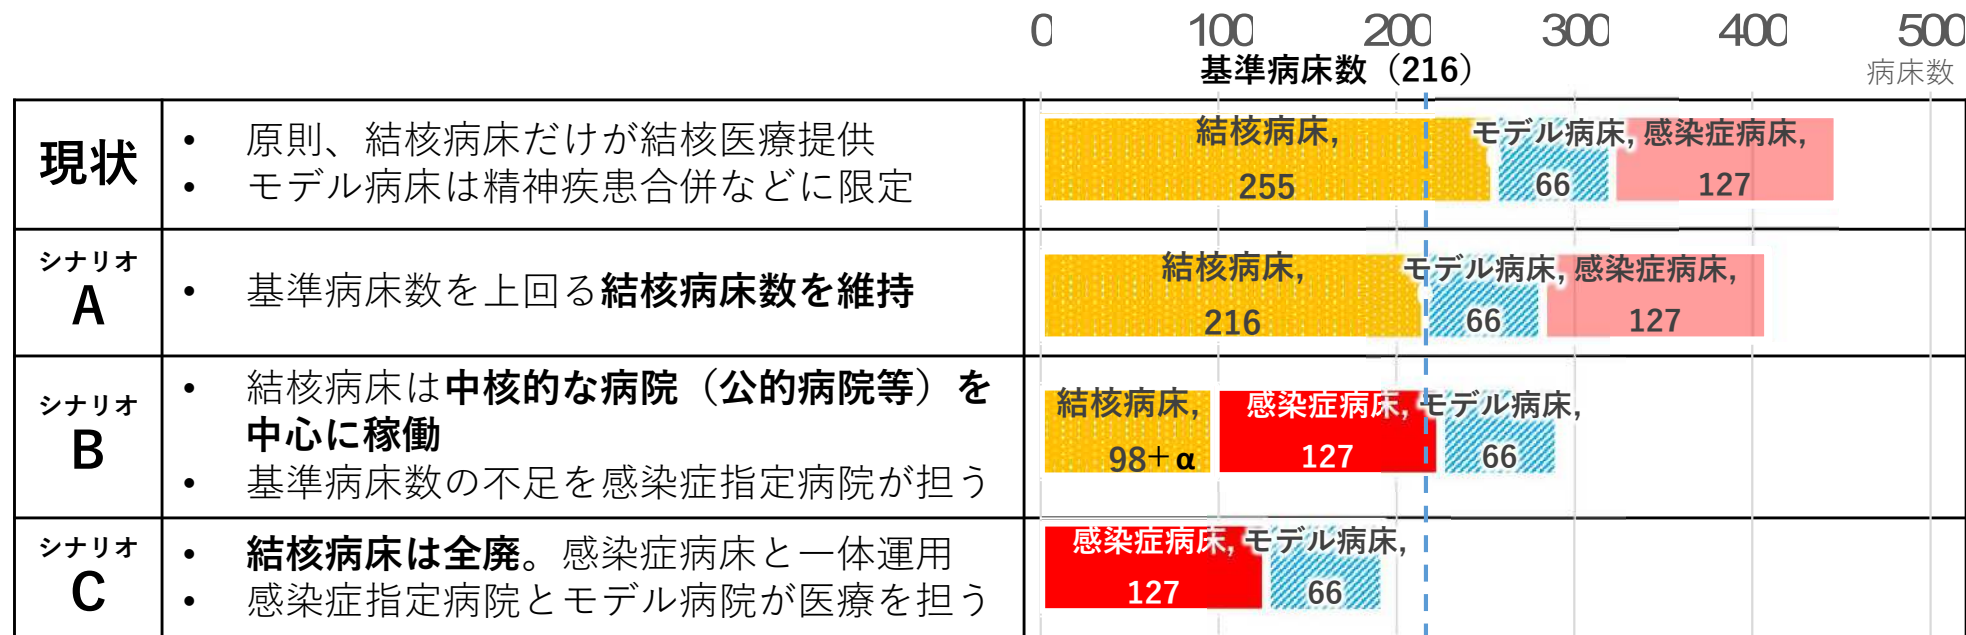 0 100 200 300 400 500
基準病床数（216）
病床数
現状
• 原則、結核病床だけが結核医療提供
• モデル病床は精神疾患合併などに限定
結核病床, モデル病床, 感染症病床,
255 66 127
シナリオ
A
• 基準病床数を上回る結核病床数を維持
結核病床, モデル病床, 感染症病床,
216 66 127
シナリオ
B
• 結核病床は中核的な病院（公的病院等）を
中心に稼働
• 基準病床数の不足を感染症指定病院が担う
結核病床, 感染症病床, モデル病床,
98+α 127 66
シナリオ
C
• 結核病床は全廃。感染症病床と一体運用
• 感染症指定病院とモデル病院が医療を担う
感染症病床, モデル病床,
127 66